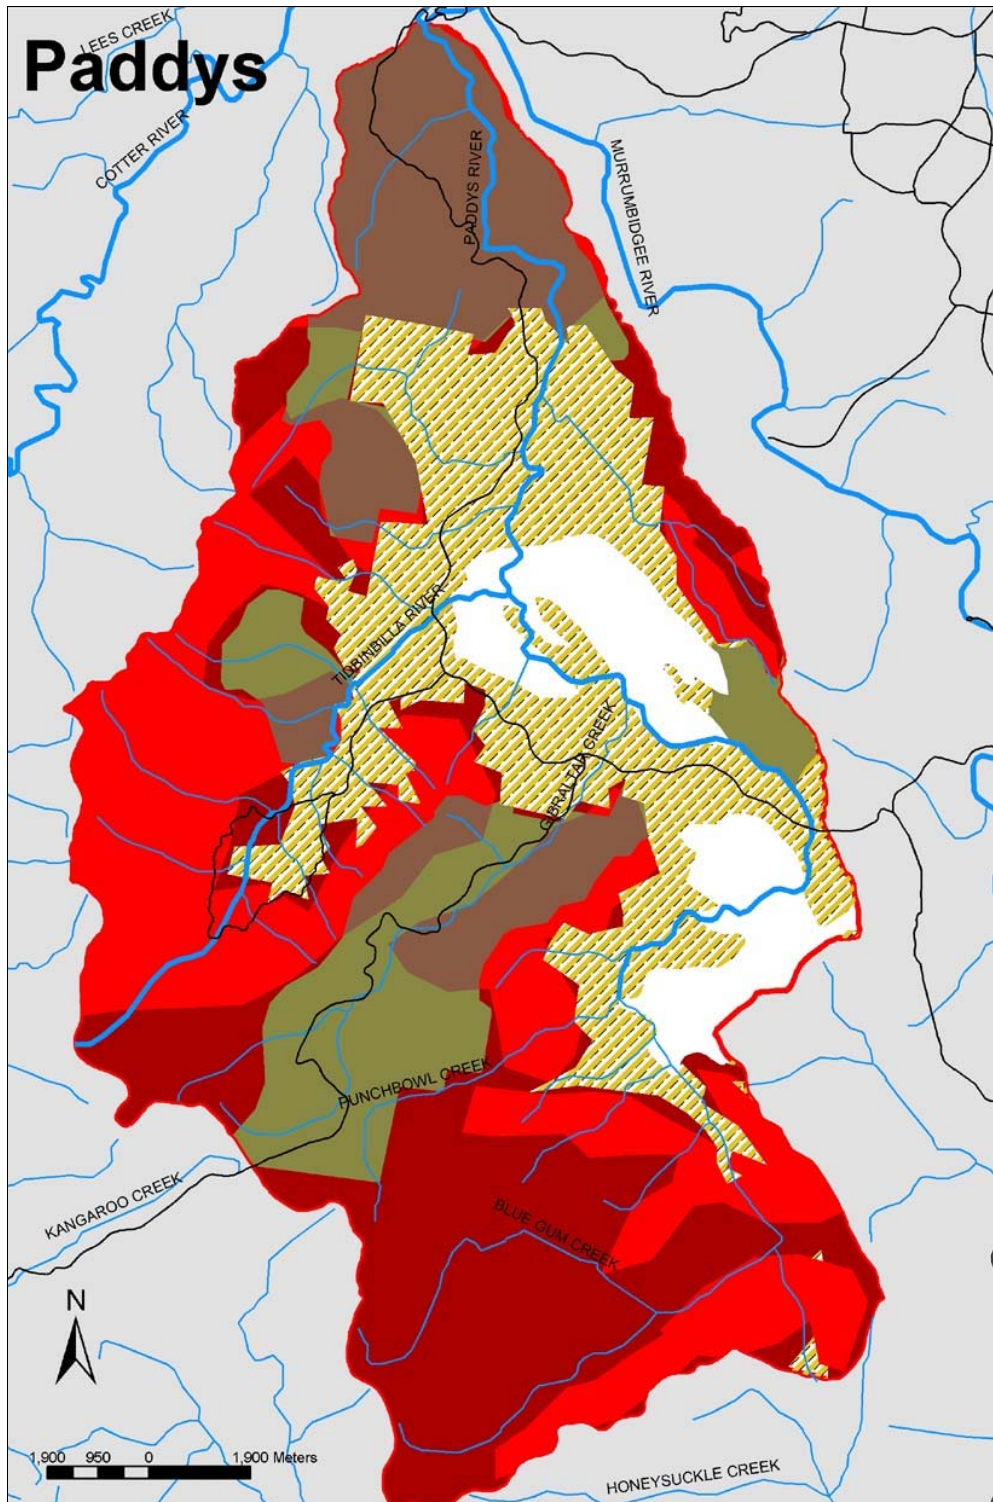 LEES CREEK
Paddys
COTTER RIVER
PADDYS RIVER
MURRUMBIDGEE RIVER
TIDBINBILLA RIVER
GIBRALTAR CREEK
PUNCHBOWL CREEK
KANGAROO CREEK
BLUE GUM CREEK
N
1,900 950 0 1,900 Meters
HONEYSUCKLE CREEK